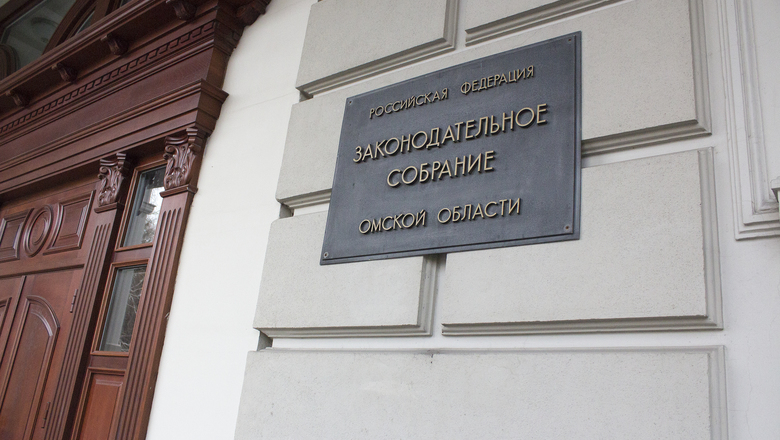 РОССИЙСКАЯ ФЕДЕРАЦИЯ
ЗАКОНОДАТЕЛЬНОЕ
СОБРАНИЕ
ОМСКОЙ ОБЛАСТИ